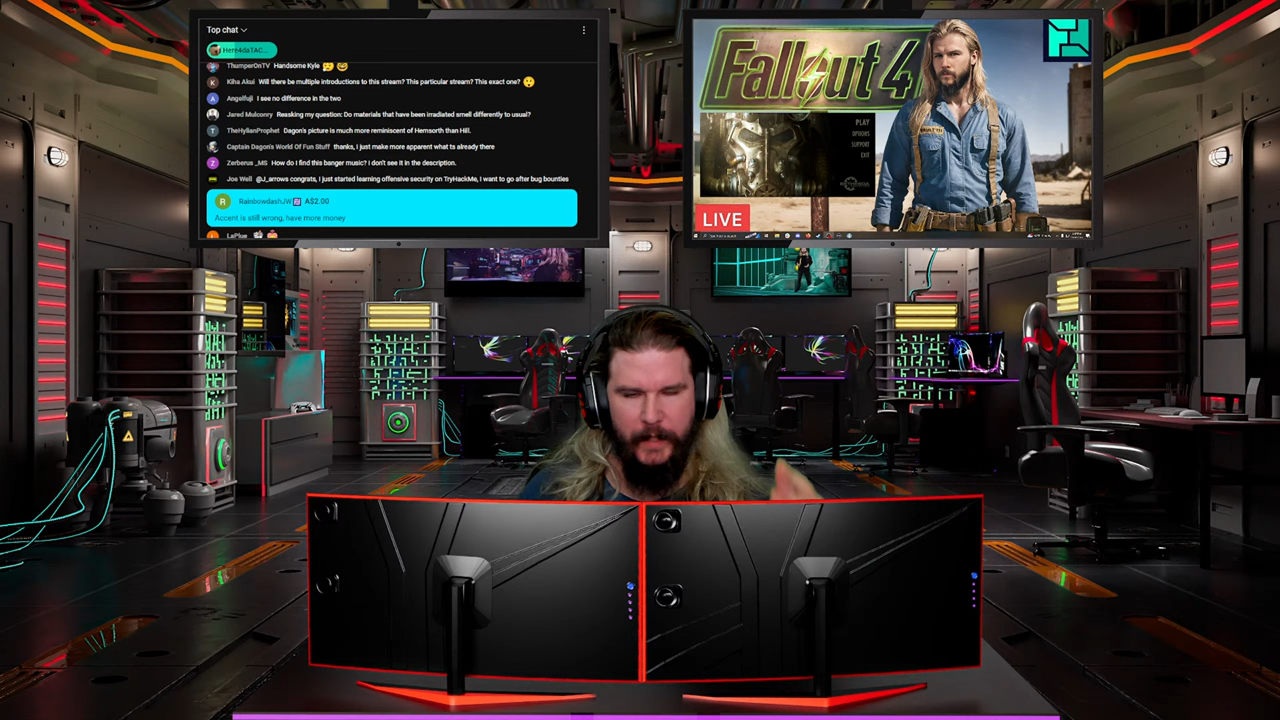 Top chat
Here4daTAC...
ThumperOnTV Handsome Kyle
Kiha Akui Will there be multiple introductions to this stream? This particular stream? This exact one?
Angelfuji I see no difference in the two
Jared Mulconry Reasking my question: Do materials that have been irradiated smell differently to usual?
TheHylianProphet Dagon's picture is much more reminiscent of Hemsorth than Hill.
Captain Dagon's World Of Fun Stuff thanks, I just make more apparent what ts already there
Zerberus_MS How do I find this banger music? I don't see it in the description.
Joe Well @J_arrows congrats, I just started learning offensive security on TryHackMe, I want to go after bug bounties
R RainbowdashJW A$2.00
Accent is still wrong, have more money
LaPlue
Fallout 4
PLAY
OPTIONS
SUPPORT
EXIT
LIVE